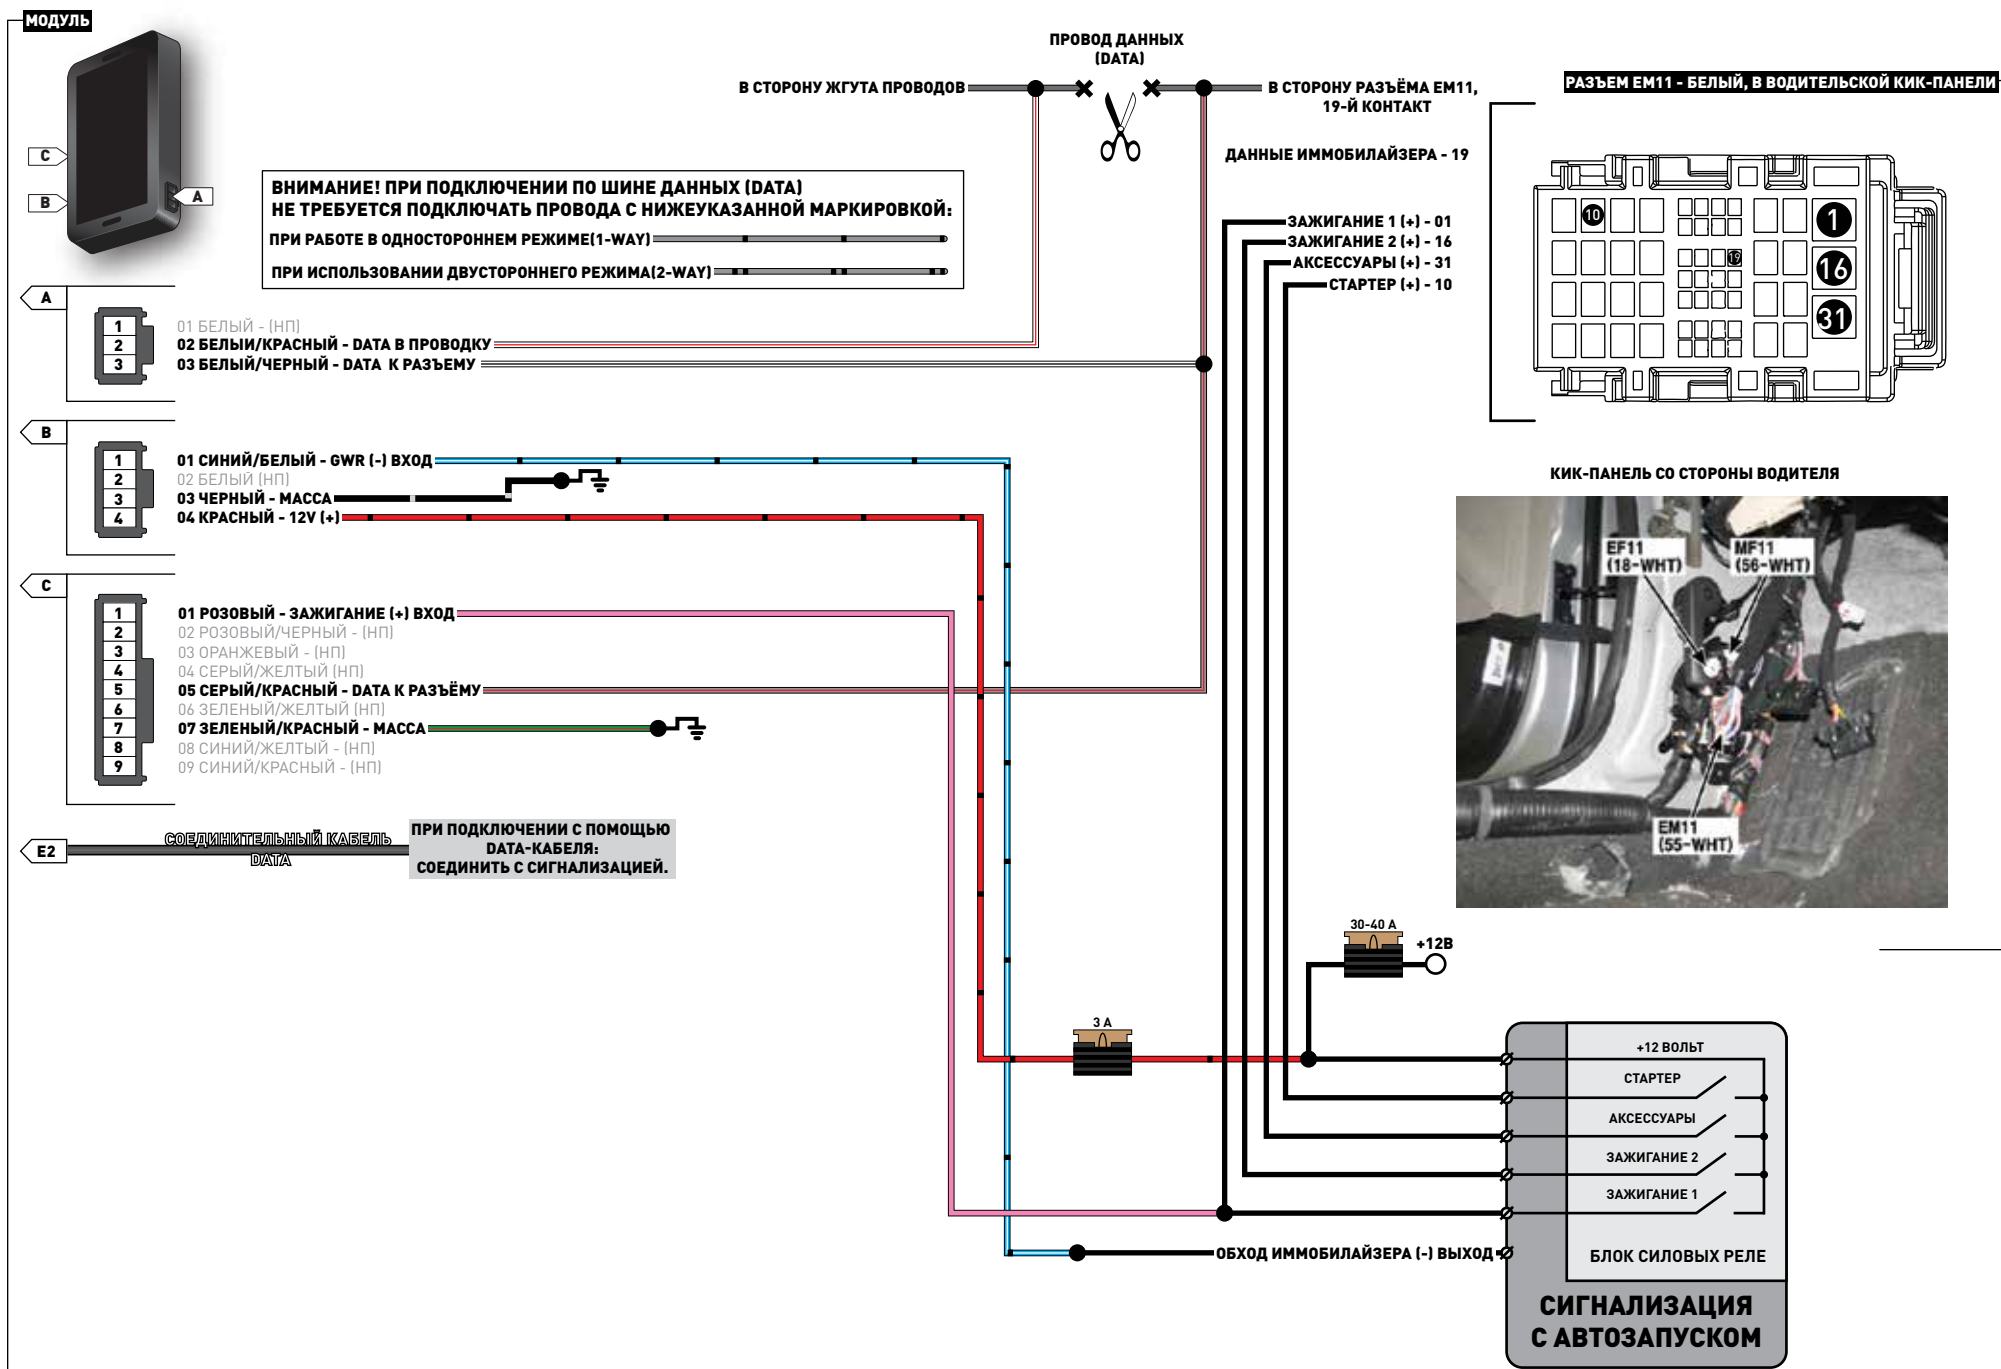 МОДУЛЬ
C
B
A
ПРОВОД ДАННЫХ
(DATA)
В СТОРОНУ ЖГУТА ПРОВОДОВ
В СТОРОНУ РАЗЪЁМА EM11,
19-Й КОНТАКТ
РАЗЪЕМ EM11 - БЕЛЫЙ, В ВОДИТЕЛЬСКОЙ КИК-ПАНЕЛИ
ДАННЫЕ ИММОБИЛАЙЗЕРА - 19
ВНИМАНИЕ! ПРИ ПОДКЛЮЧЕНИИ ПО ШИНЕ ДАННЫХ (DATA)
НЕ ТРЕБУЕТСЯ ПОДКЛЮЧАТЬ ПРОВОДА С НИЖЕУКАЗАННОЙ МАРКИРОВКОЙ:
ПРИ РАБОТЕ В ОДНОСТОРОННЕМ РЕЖИМЕ(1-WAY)
ПРИ ИСПОЛЬЗОВАНИИ ДВУСТОРОННЕГО РЕЖИМА(2-WAY)
ЗАЖИГАНИЕ 1 (+) - 01
ЗАЖИГАНИЕ 2 (+) - 16
АКСЕССУАРЫ (+) - 31
СТАРТЕР (+) - 10
10
19
1
16
31
A
1
2
3
01 БЕЛЫЙ - (НП)
02 БЕЛЫИ/КРАСНЫЙ - DATA В ПРОВОДКУ
03 БЕЛЫЙ/ЧЕРНЫЙ - DATA К РАЗЪЕМУ
B
1
2
3
4
01 СИНИЙ/БЕЛЫЙ - GWR (-) ВХОД
02 БЕЛЫЙ (НП)
03 ЧЕРНЫЙ - МАССА
04 КРАСНЫЙ - 12V (+)
C
1
2
3
4
5
6
7
8
9
01 РОЗОВЫЙ - ЗАЖИГАНИЕ (+) ВХОД
02 РОЗОВЫЙ/ЧЕРНЫЙ - (НП)
03 ОРАНЖЕВЫЙ - (НП)
04 СЕРЫЙ/ЖЕЛТЫЙ (НП)
05 СЕРЫЙ/КРАСНЫЙ - DATA К РАЗЪЁМУ
06 ЗЕЛЕНЫЙ/ЖЕЛТЫЙ (НП)
07 ЗЕЛЕНЫЙ/КРАСНЫЙ - МАССА
08 СИНИЙ/ЖЕЛТЫЙ - (НП)
09 СИНИЙ/КРАСНЫЙ - (НП)
E2
СОЕДИНИТЕЛЬНЫЙ КАБЕЛЬ
DATA
ПРИ ПОДКЛЮЧЕНИИ С ПОМОЩЬЮ
DATA-КАБЕЛЯ:
СОЕДИНИТЬ С СИГНАЛИЗАЦИЕЙ.
КИК-ПАНЕЛЬ СО СТОРОНЫ ВОДИТЕЛЯ
EF11
(18-WHT)
MF11
(56-WHT)
EM11
(55-WHT)
30-40 А
+12В
3 А
+12 ВОЛЬТ
СТАРТЕР
АКСЕССУАРЫ
ЗАЖИГАНИЕ 2
ЗАЖИГАНИЕ 1
ОБХОД ИММОБИЛАЙЗЕРА (-) ВЫХОД
БЛОК СИЛОВЫХ РЕЛЕ
СИГНАЛИЗАЦИЯ
С АВТОЗАПУСКОМ